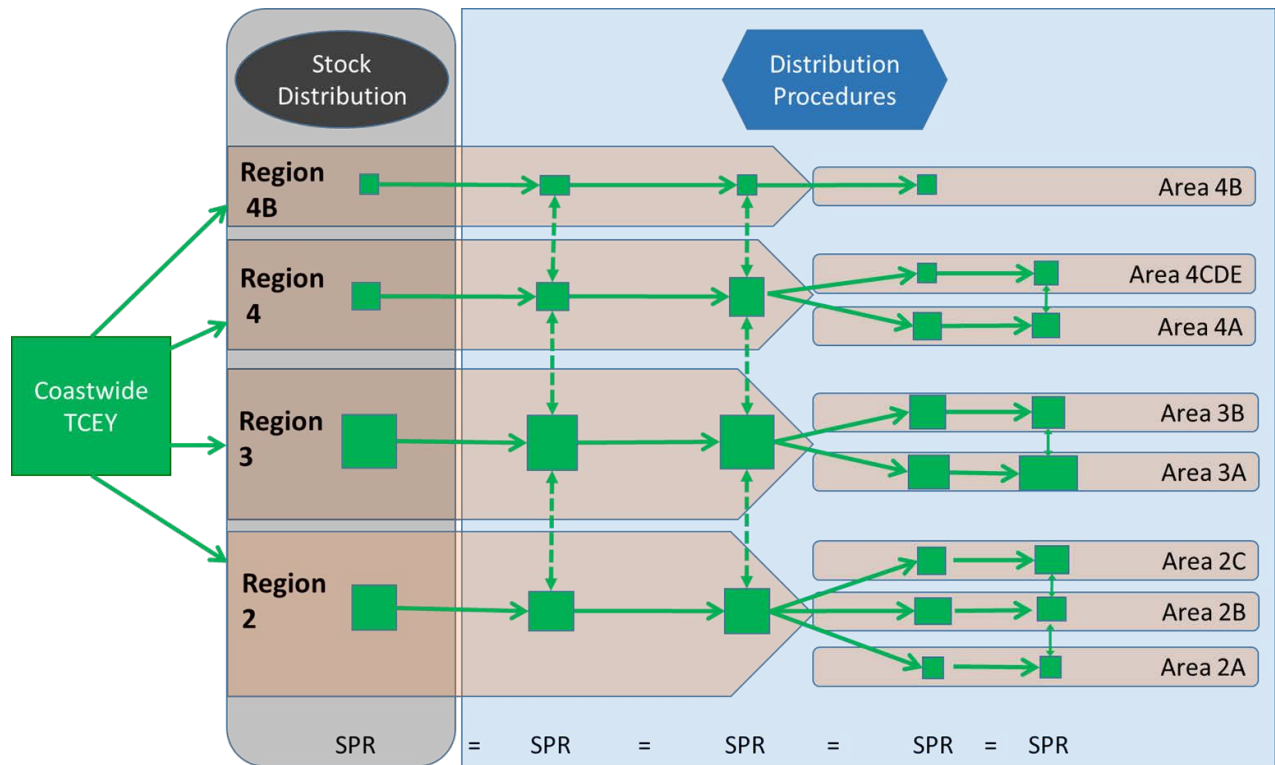 Stock
Distribution
Distribution
Procedures
Region
4B
Area 4B
Region
4
Area 4CDE
Area 4A
Coastwide
TCEY
Region
3
Area 3B
Area 3A
Region
2
Area 2C
Area 2B
Area 2A
SPR = SPR = SPR = SPR = SPR